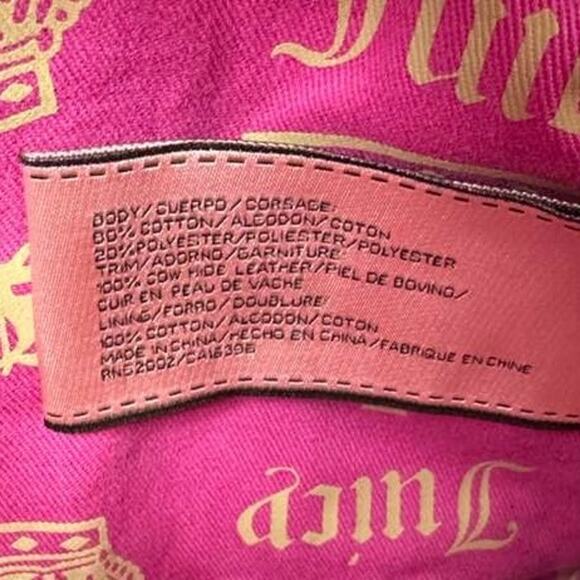 Juic
BODY/CUERPO/CORSAGE:
80% COTTON/ALGODON/COTON
20% POLYESTER/POLIESTER/POLYESTER
TRIM/ADORNO/GARNITURE
100% COW HIDE LEATHER/PIEL DE BOVINO/
CUIR EN PEAU DE VACHE
LINING/FORRO/DOUBLURE
100% COTTON/ALGODON/COTON
MADE IN CHINA/HECHO EN CHINA/FABRIQUE EN CHINE
RN52002/CA16396
Juicy